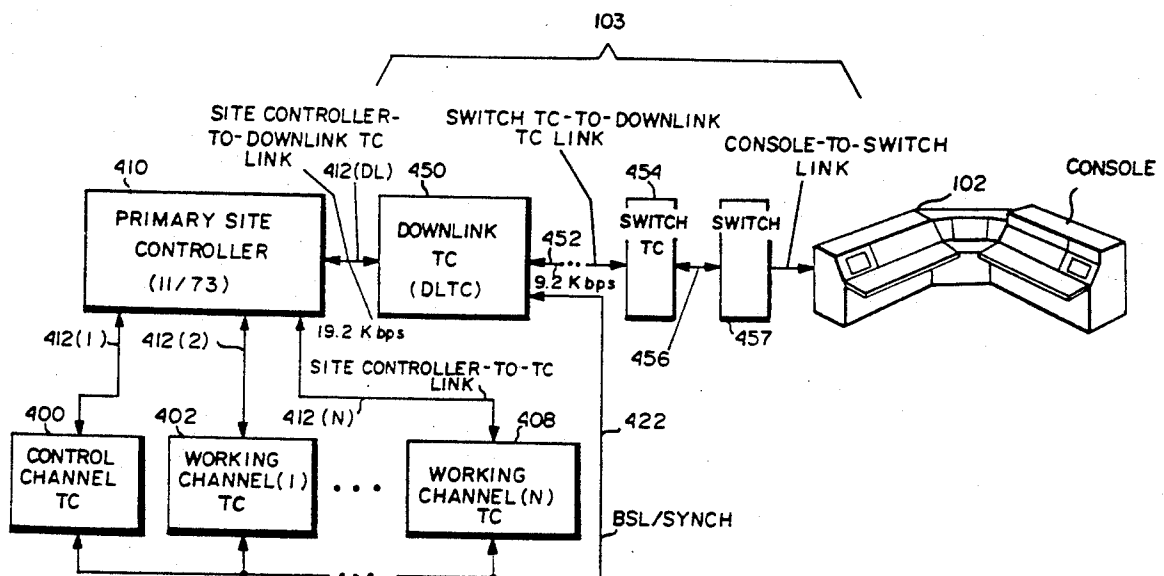 103
SITE CONTROLLER-
TO-DOWNLINK TC
LINK
SWITCH TC-TO-DOWNLINK
TC LINK
CONSOLE-TO-SWITCH
LINK
CONSOLE
410
412(DL)
450
454
102
PRIMARY SITE
CONTROLLER
(11/73)
DOWNLINK
TC
(DLTC)
452
9.2 Kbps
SWITCH
TC
SWITCH
456
457
412(1)
412(2)
19.2 Kbps
SITE CONTROLLER-TO-TC
LINK
412(N)
400
402
408
422
CONTROL
CHANNEL
TC
WORKING
CHANNEL(1)
TC
WORKING
CHANNEL(N)
TC
BSL/SYNCH